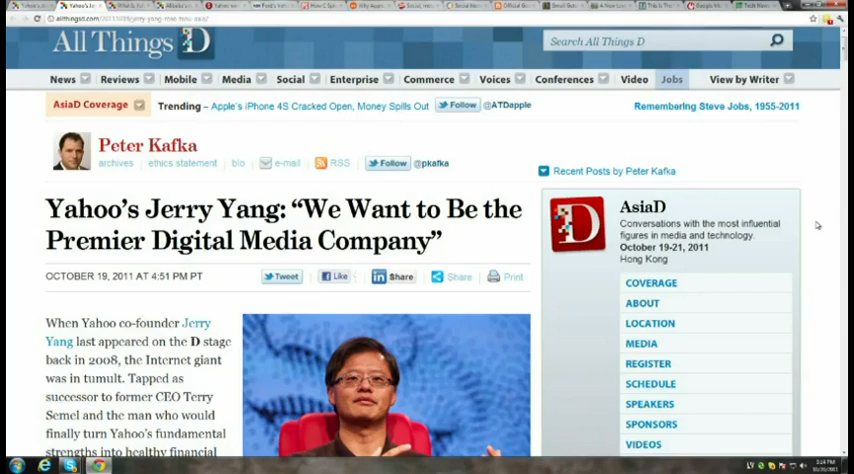 allthingsd.com
All Things D
Search All Things D
News Reviews Mobile Media Social Enterprise Commerce Voices Conferences Video Jobs View by Writer
AsiaD Coverage Trending – Apple's iPhone 4S Cracked Open, Money Spills Out Follow @ATDapple Remembering Steve Jobs, 1955-2011
Peter Kafka
archives ethics statement bio e-mail RSS Follow @pkafka
Recent Posts by Peter Kafka
Yahoo's Jerry Yang: “We Want to Be the
Premier Digital Media Company”
OCTOBER 19, 2011 AT 4:51 PM PT Tweet Like Share Share Print
When Yahoo co-founder Jerry
Yang last appeared on the D stage
back in 2008, the Internet giant
was in tumult. Tapped as
successor to former CEO Terry
Semel and the man who would
finally turn Yahoo's fundamental
strengths into healthy financial
D
AsiaD
Conversations with the most influential
figures in media and technology.
October 19-21, 2011
Hong Kong
COVERAGE
ABOUT
LOCATION
MEDIA
REGISTER
SCHEDULE
SPEAKERS
SPONSORS
VIDEOS